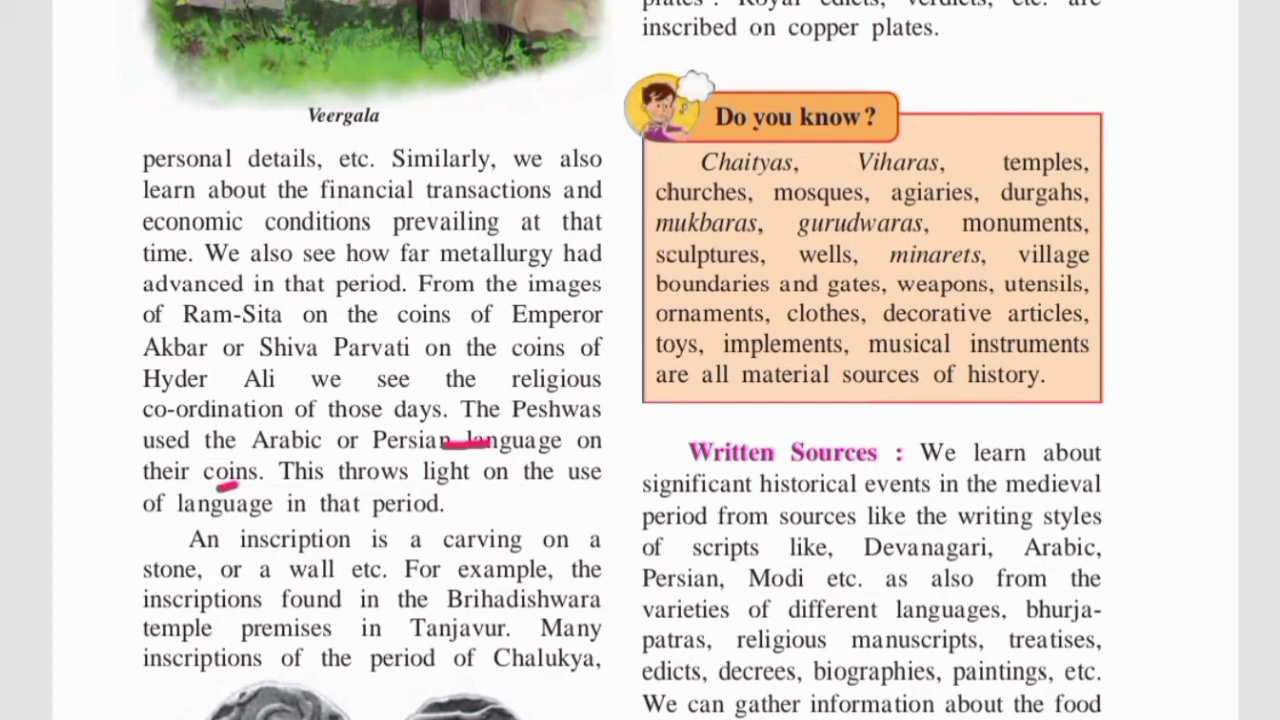 Veergala
personal details, etc. Similarly, we also
learn about the financial transactions and
economic conditions prevailing at that
time. We also see how far metallurgy had
advanced in that period. From the images
of Ram-Sita on the coins of Emperor
Akbar or Shiva Parvati on the coins of
Hyder Ali we see the religious
co-ordination of those days. The Peshwas
used the Arabic or Persian language on
their coins. This throws light on the use
of language in that period.
An inscription is a carving on a
stone, or a wall etc. For example, the
inscriptions found in the Brihadishwara
temple premises in Tanjavur. Many
inscriptions of the period of Chalukya,
plates'. Royal edicts, verdicts, etc. are
inscribed on copper plates.
Do you know ?
Chaityas, Viharas, temples,
churches, mosques, agiaries, durgahs,
mukbaras, gurudwaras, monuments,
sculptures, wells, minarets, village
boundaries and gates, weapons, utensils,
ornaments, clothes, decorative articles,
toys, implements, musical instruments
are all material sources of history.
Written Sources : We learn about
significant historical events in the medieval
period from sources like the writing styles
of scripts like, Devanagari, Arabic,
Persian, Modi etc. as also from the
varieties of different languages, bhurja-
patras, religious manuscripts, treatises,
edicts, decrees, biographies, paintings, etc.
We can gather information about the food